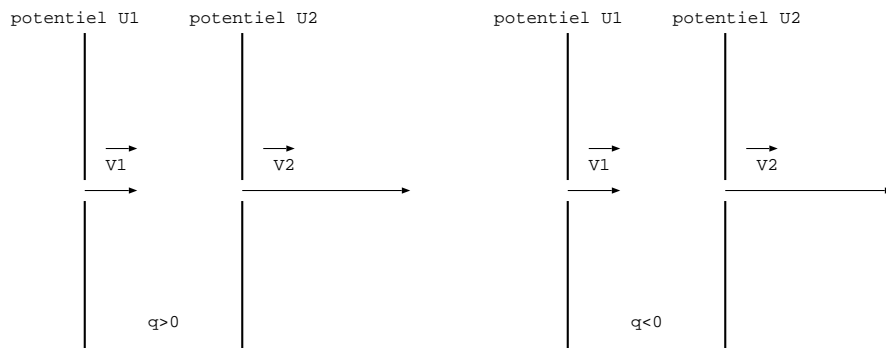 potentiel U1
potentiel U2
V1
V2
q>0
potentiel U1
potentiel U2
V1
V2
q<0